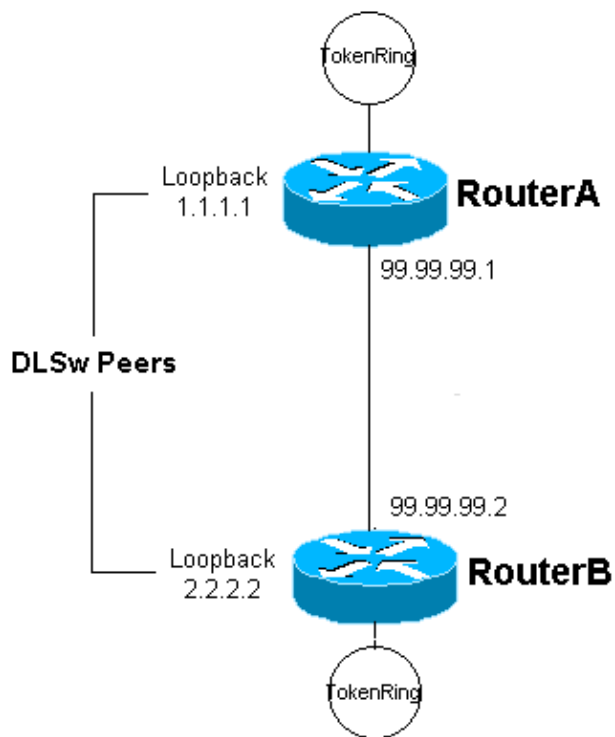 TokenRing
Loopback
1.1.1.1
RouterA
99.99.99.1
DLSw Peers
99.99.99.2
Loopback
2.2.2.2
RouterB
TokenRing